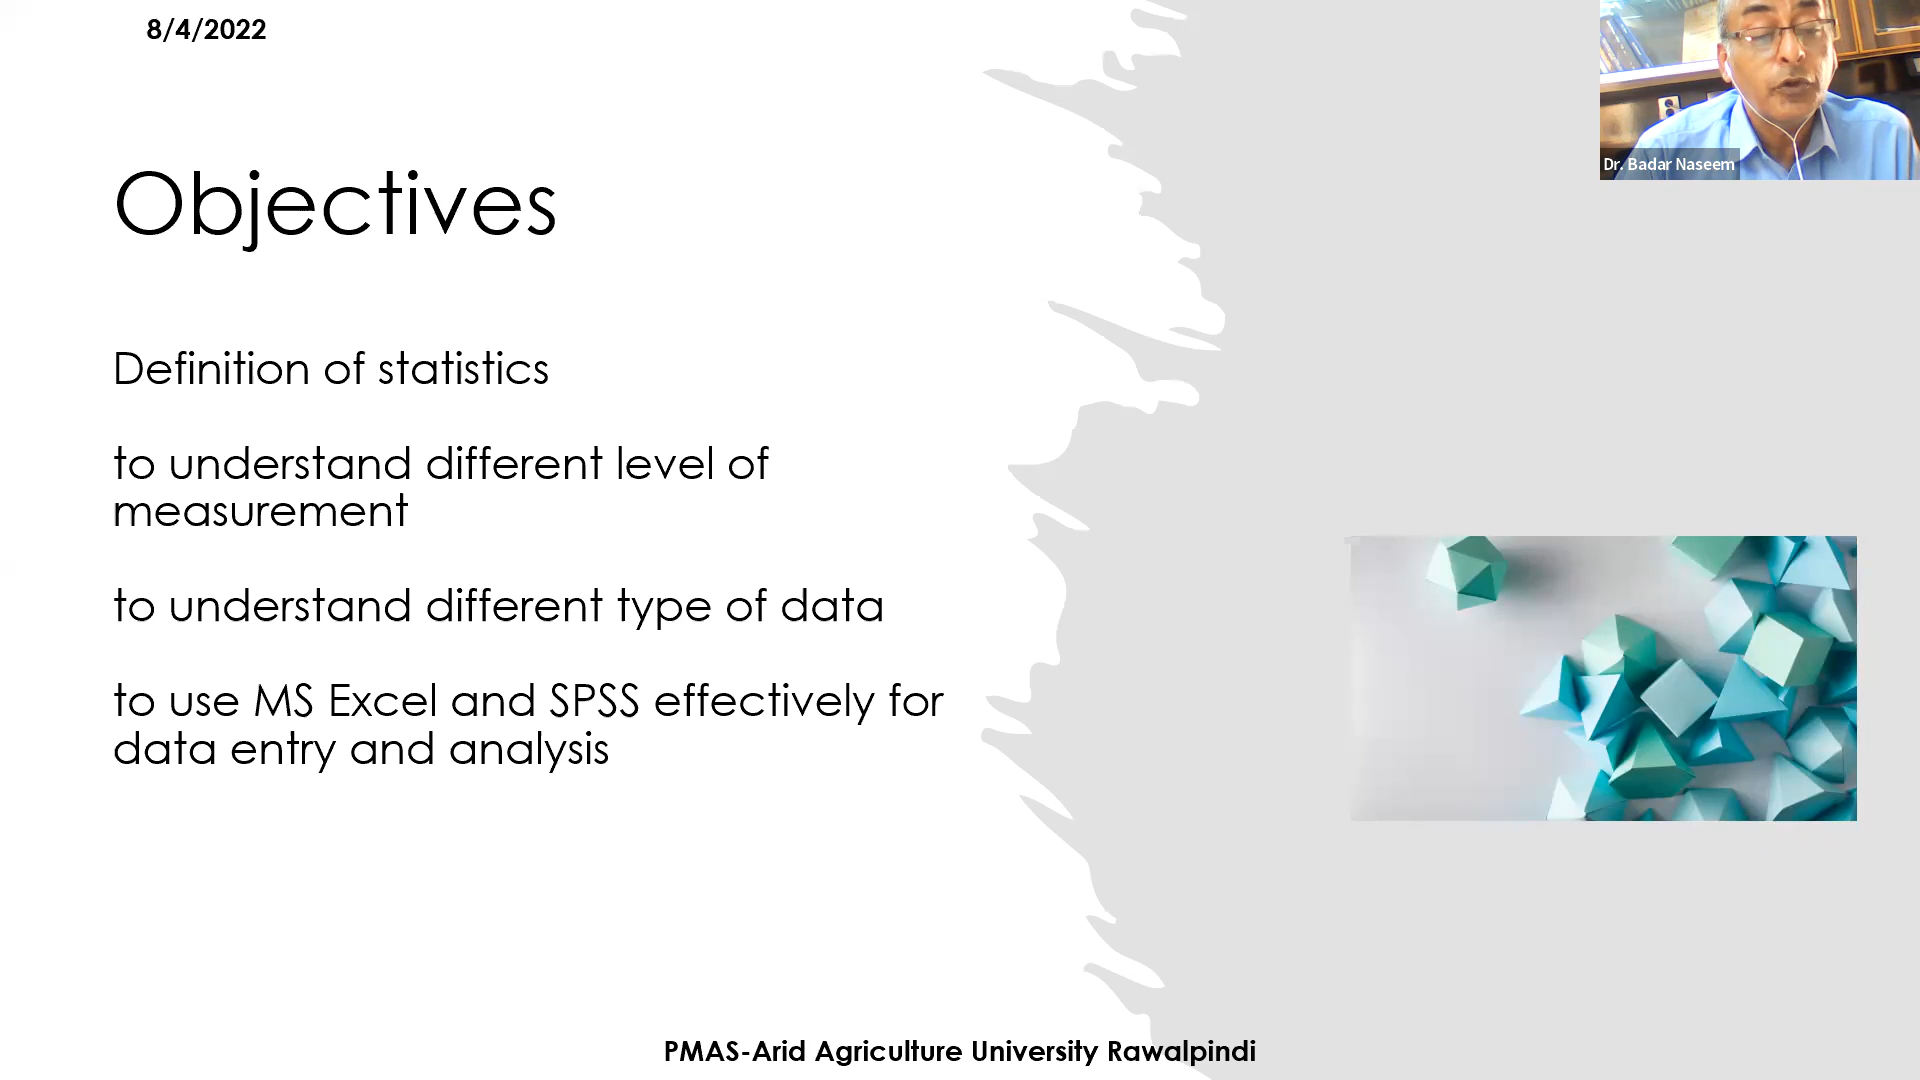 8/4/2022
Dr. Badar Naseem
Objectives
Definition of statistics
to understand different level of
measurement
to understand different type of data
to use MS Excel and SPSS effectively for
data entry and analysis
PMAS-Arid Agriculture University Rawalpindi